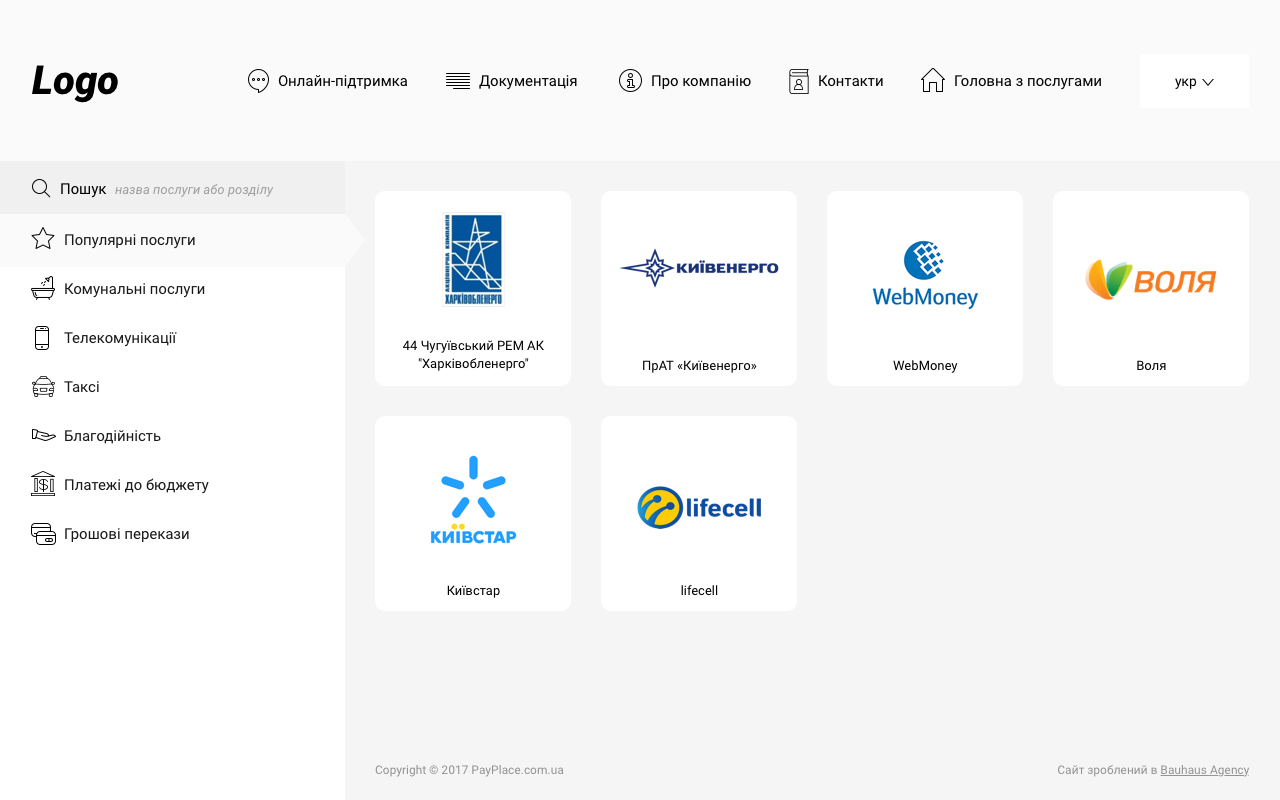 Logo
Онлайн-підтримка
Документація
Про компанію
Контакти
Головна з послугами
укр
Пошук назва послуги або розділу
Популярні послуги
Комунальні послуги
Телекомунікації
Таксі
Благодійність
Платежі до бюджету
Грошові перекази
АКЦІОНЕРНА КОМПАНІЯ
ХАРКІВОБЛЕНЕРГО
44 Чугуївський РЕМ АК
"Харківобленерго"
КИЇВЕНЕРГО
ПрАТ «Київенерго»
WebMoney
WebMoney
ВОЛЯ
Воля
КИЇВСТАР
Київстар
lifecell
lifecell
Copyright © 2017 PayPlace.com.ua
Сайт зроблений в Bauhaus Agency